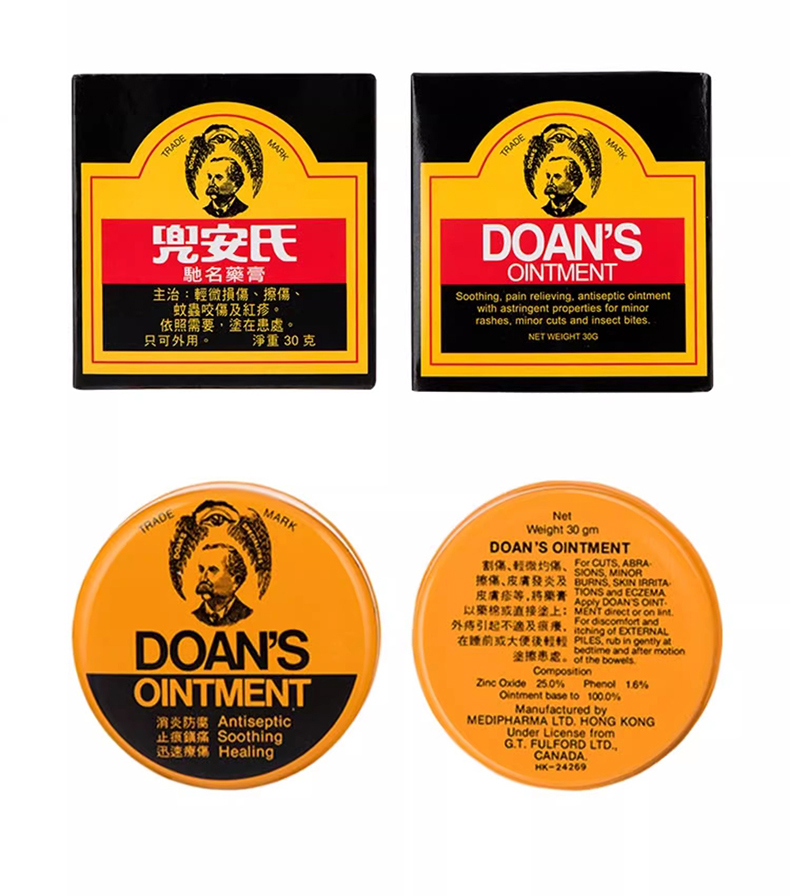 TRADE MARK
兜安氏
馳名藥膏
主治：輕微損傷、擦傷、
蚊蟲咬傷及紅疹。
依照需要，塗在患處。
只可外用。 淨重 30 克
TRADE MARK
DOAN'S
OINTMENT
Soothing, pain relieving, antiseptic ointment
with astringent properties for minor
rashes, minor cuts and insect bites.
NET WEIGHT 30G
TRADE MARK
DOAN'S
OINTMENT
消炎防腐 Antiseptic
止痕鎮痛 Soothing
迅速療傷 Healing
Net
Weight 30 gm
DOAN'S OINTMENT
割傷、輕微灼傷、
擦傷、皮膚發炎及
皮膚疹等，將藥膏
以藥棉或直接塗上；
外痔引起不適及痕癢，
在睡前或大便後輕輕
塗擦患處。
For CUTS, ABRA-
SIONS, MINOR
BURNS, SKIN IRRITA-
TIONS and ECZEMA.
Apply DOAN'S OINT-
MENT direct or on lint.
For discomfort and
itching of EXTERNAL
PILES, rub in gently at
bedtime and after motion
of the bowels.
Composition
Zinc Oxide 25.0% Phenol 1.6%
Ointment base to 100.0%
Manufactured by
MEDIPHARMA LTD. HONG KONG
Under License from
G.T. FULFORD LTD.,
CANADA.
HK-24269